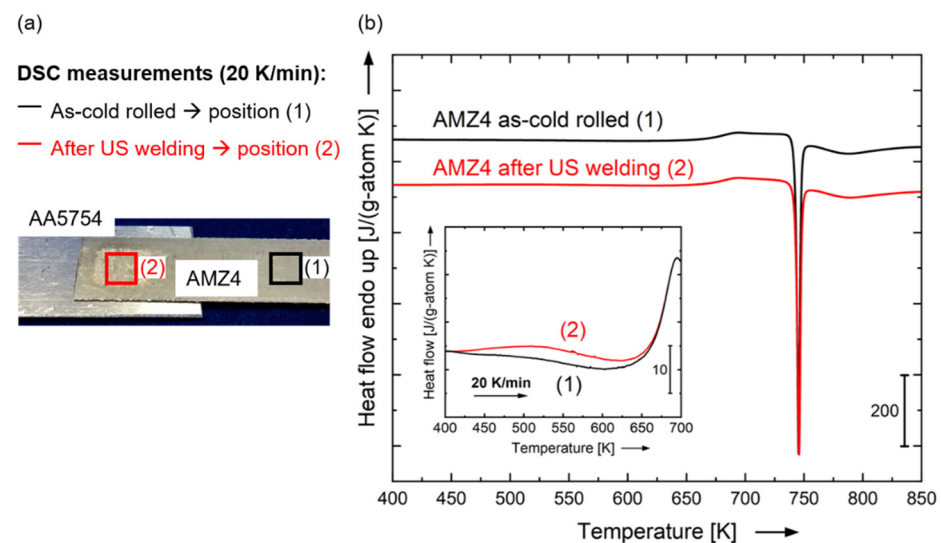 (a)
DSC measurements (20 K/min):
As-cold rolled → position (1)
After US welding → position (2)
AA5754
(2)
AMZ4
(1)
(b)
Heat flow endo up [J/(g-atom K)]
AMZ4 as-cold rolled (1)
AMZ4 after US welding (2)
200
Heat flow [J/(g-atom K)]
(2)
(1)
20 K/min
10
400 450 500 550 600 650 700
Temperature [K]
400 450 500 550 600 650 700 750 800 850
Temperature [K]